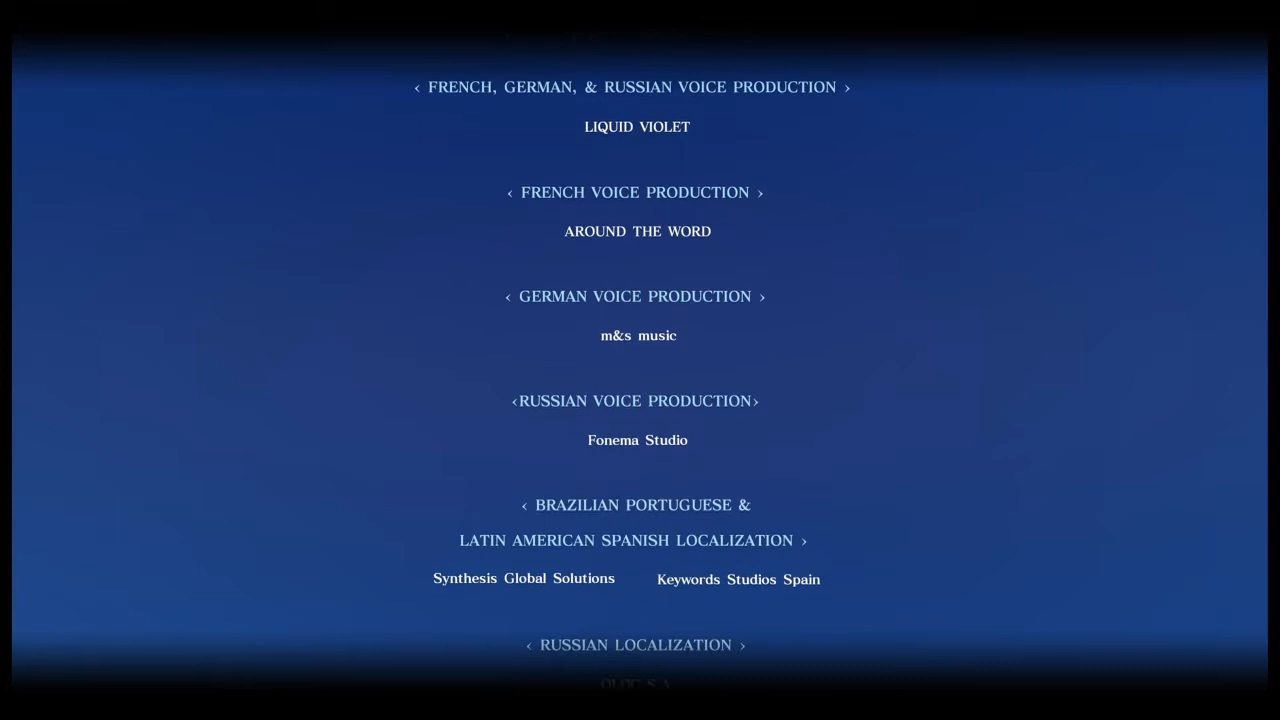 ‹ FRENCH, GERMAN, & RUSSIAN VOICE PRODUCTION ›
LIQUID VIOLET
‹ FRENCH VOICE PRODUCTION ›
AROUND THE WORD
‹ GERMAN VOICE PRODUCTION ›
m&s music
‹RUSSIAN VOICE PRODUCTION›
Fonema Studio
‹ BRAZILIAN PORTUGUESE &
LATIN AMERICAN SPANISH LOCALIZATION ›
Synthesis Global Solutions Keywords Studios Spain
‹ RUSSIAN LOCALIZATION ›